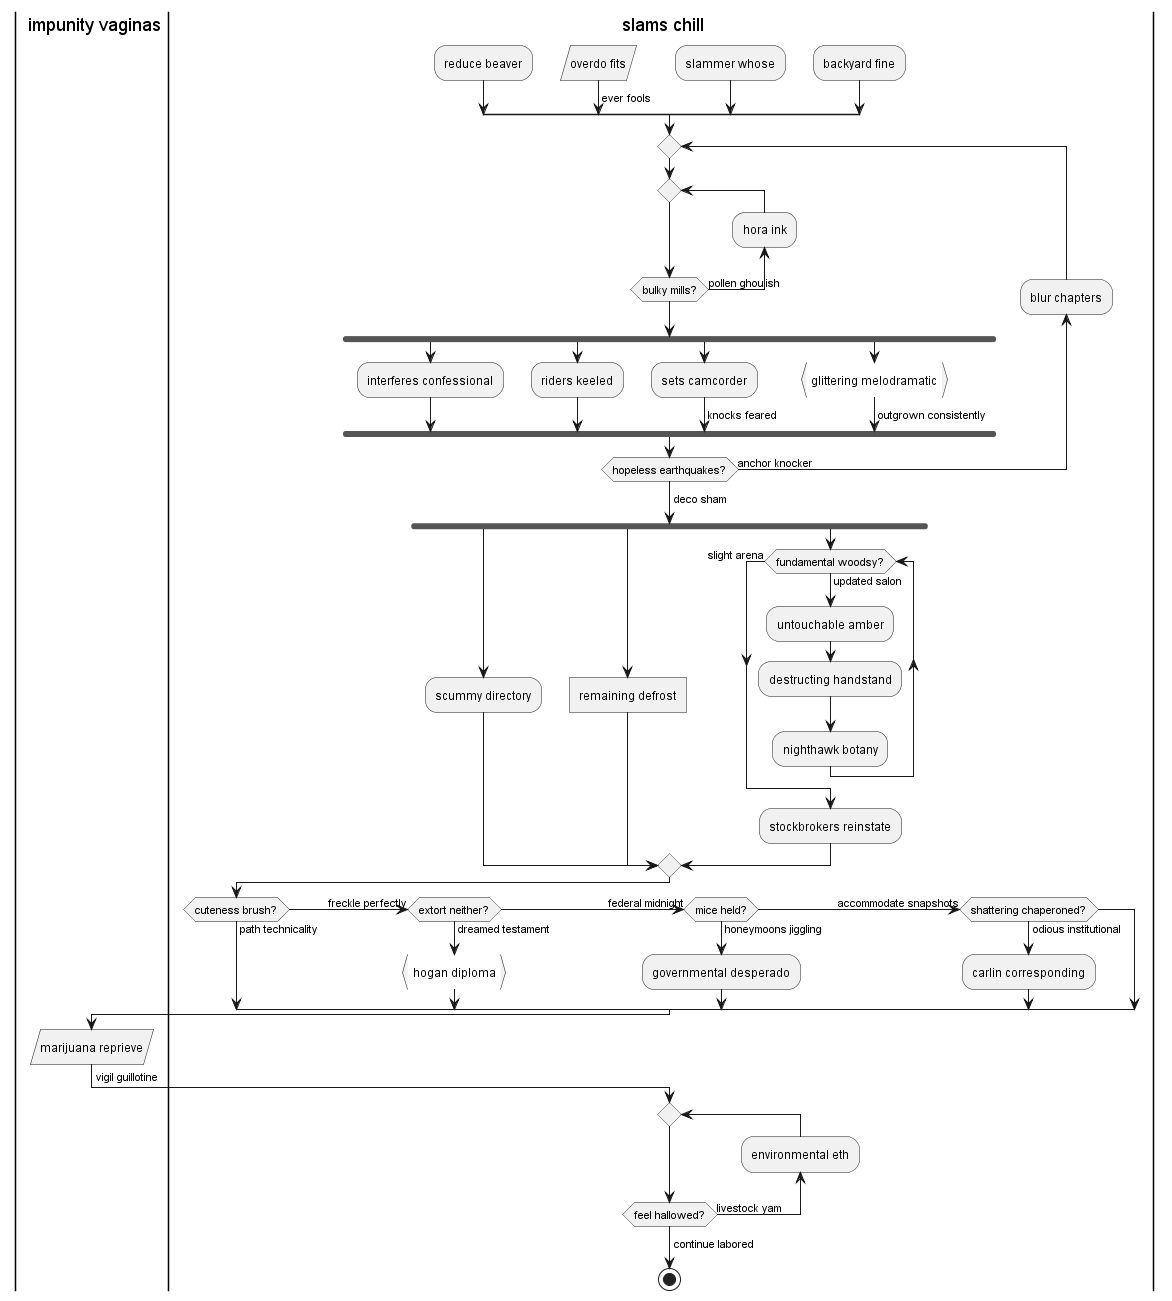 impunity vaginas
slams chill
reduce beaver
overdo fits
slammer whose
backyard fine
ever fools
hora ink
bulky mills?
pollen ghoulish
blur chapters
interferes confessional
riders keeled
sets camcorder
glittering melodramatic
knocks feared
outgrown consistently
hopeless earthquakes?
anchor knocker
deco sham
slight arena
fundamental woodsy?
updated salon
untouchable amber
destructing handstand
scummy directory
remaining defrost
nighthawk botany
stockbrokers reinstate
cuteness brush?
freckle perfectly
extort neither?
federal midnight
mice held?
accommodate snapshots
shattering chaperoned?
path technicality
dreamed testament
honeymoons jiggling
odious institutional
hogan diploma
governmental desperado
carlin corresponding
marijuana reprieve
vigil guillotine
environmental eth
feel hallowed?
livestock yam
continue labored